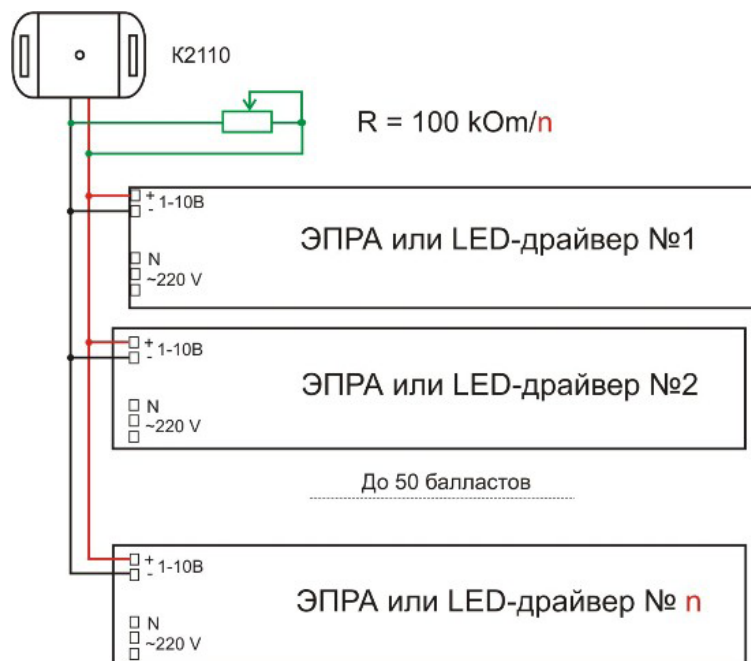 К2110
R = 100 kOm/n
+ 1-10В
-
ЭПРА или LED-драйвер №1
N
~220 V
+ 1-10В
-
ЭПРА или LED-драйвер №2
N
~220 V
До 50 балластов
+ 1-10В
-
ЭПРА или LED-драйвер № n
N
~220 V